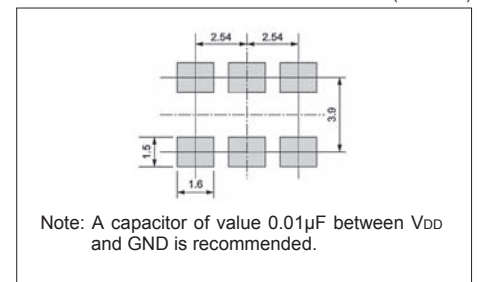 2.54 2.54
3.9
1.5
1.6
Note: A capacitor of value 0.01µF between VDD
and GND is recommended.